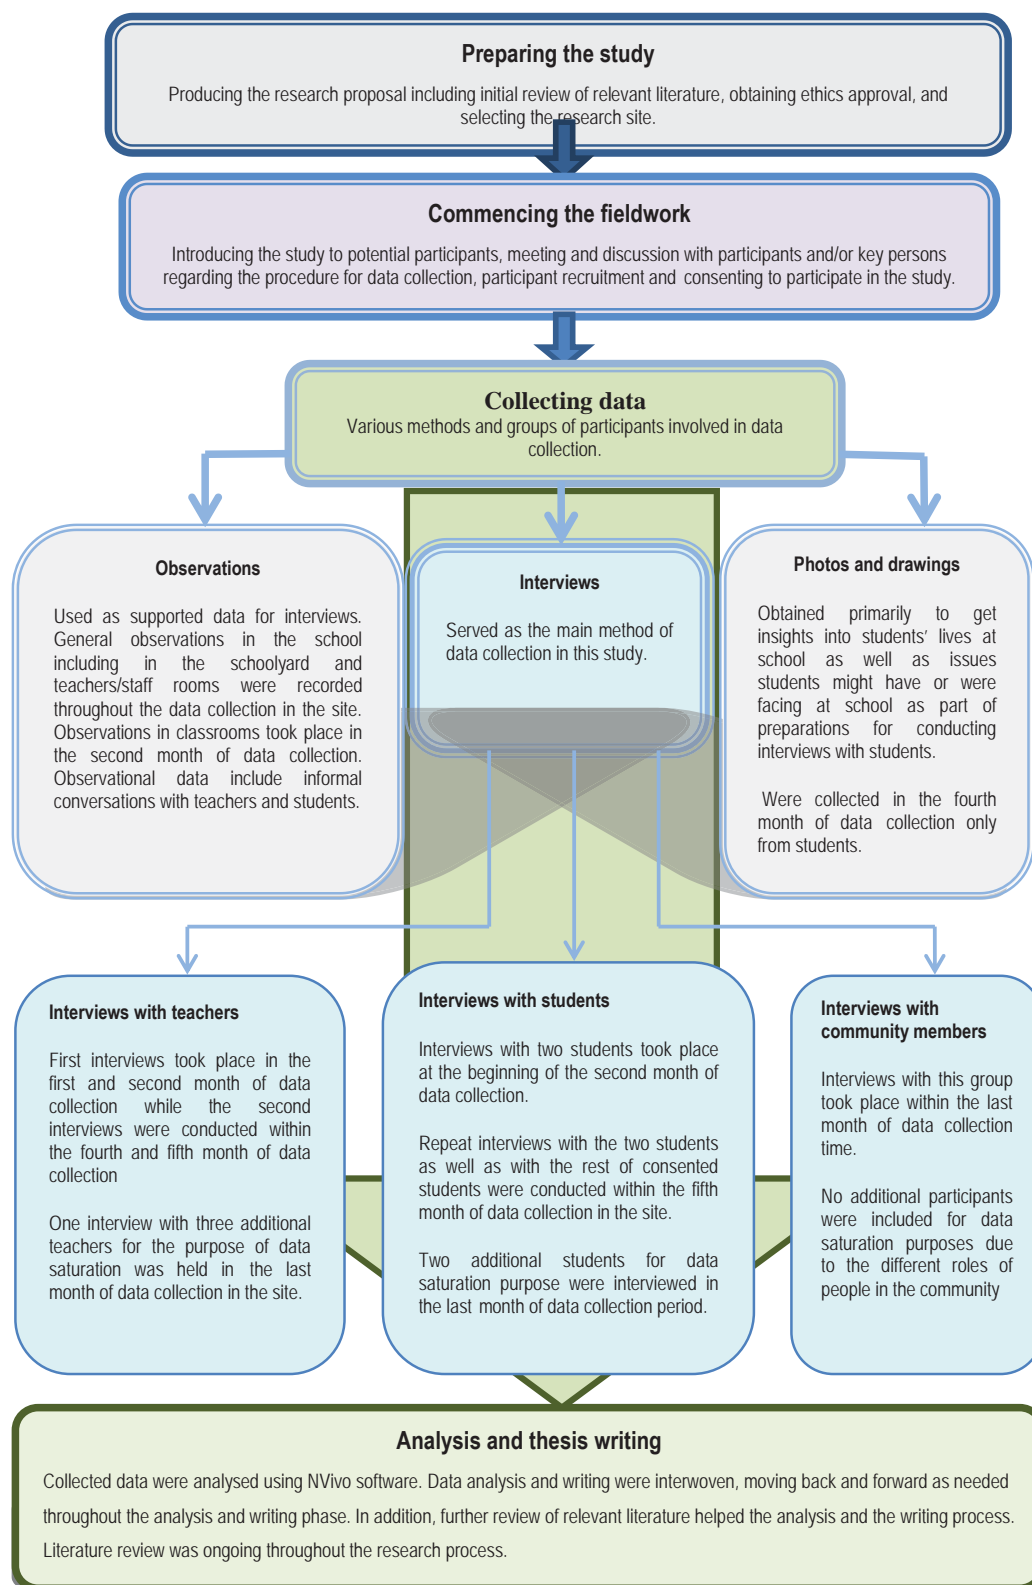 Preparing the study
Producing the research proposal including initial review of relevant literature, obtaining ethics approval, and
selecting the research site.
Commencing the fieldwork
Introducing the study to potential participants, meeting and discussion with participants and/or key persons
regarding the procedure for data collection, participant recruitment and consenting to participate in the study.
Collecting data
Various methods and groups of participants involved in data
collection.
Observations
Used as supported data for interviews.
General observations in the school
including in the schoolyard and
teachers/staff rooms were recorded
throughout the data collection in the site.
Observations in classrooms took place in
the second month of data collection.
Observational data include informal
conversations with teachers and students.
Interviews
Served as the main method of
data collection in this study.
Photos and drawings
Obtained primarily to get
insights into students' lives at
school as well as issues
students might have or were
facing at school as part of
preparations for conducting
interviews with students.
Were collected in the fourth
month of data collection only
from students.
Interviews with teachers
First interviews took place in the
first and second month of data
collection while the second
interviews were conducted within
the fourth and fifth month of data
collection
One interview with three additional
teachers for the purpose of data
saturation was held in the last
month of data collection in the site.
Interviews with students
Interviews with two students took place
at the beginning of the second month of
data collection.
Repeat interviews with the two students
as well as with the rest of consented
students were conducted within the fifth
month of data collection in the site.
Two additional students for data
saturation purpose were interviewed in
the last month of data collection period.
Interviews with
community members
Interviews with this group
took place within the last
month of data collection
time.
No additional participants
were included for data
saturation purposes due
to the different roles of
people in the community
Analysis and thesis writing
Collected data were analysed using NVivo software. Data analysis and writing were interwoven, moving back and forward as needed
throughout the analysis and writing phase. In addition, further review of relevant literature helped the analysis and the writing process.
Literature review was ongoing throughout the research process.